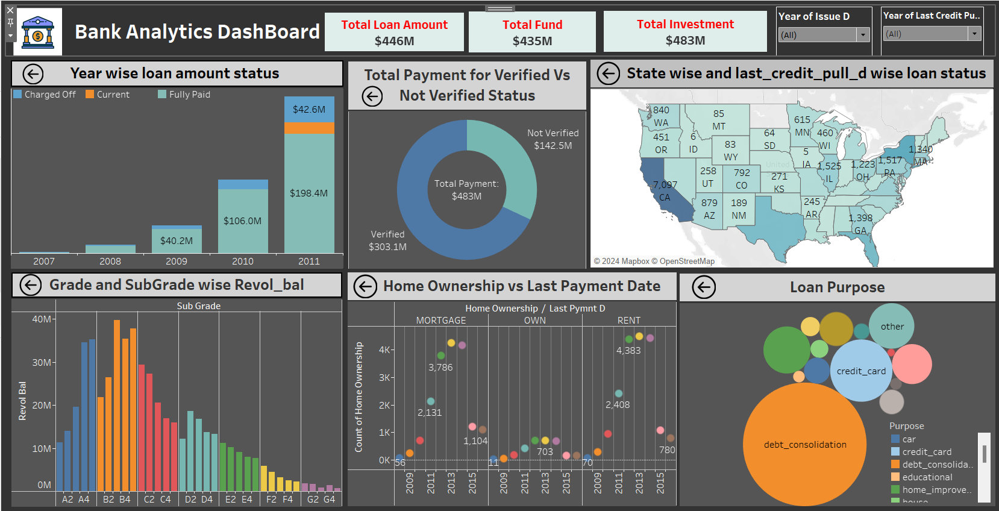 Bank Analytics DashBoard
Total Loan Amount
$446M
Total Fund
$435M
Total Investment
$483M
Year of Issue D
(All)
Year of Last Credit Pu..
(All)
Year wise loan amount status
Charged Off
Current
Fully Paid
$42.6M
$198.4M
$106.0M
$40.2M
2007
2008
2009
2010
2011
Total Payment for Verified Vs
Not Verified Status
Not Verified
$142.5M
Total Payment:
$483M
Verified
$303.1M
State wise and last_credit_pull_d wise loan status
840
WA
85
MT
615
MN
460
WI
451
OR
6
ID
64
SD
83
WY
5
IA
1,340
MA
1,525
IL
1,223
OH
1,517
PA
United
258
UT
792
CO
271
KS
7,097
CA
879
AZ
189
NM
245
AR
1,398
GA
© 2024 Mapbox © OpenStreetMap
Grade and SubGrade wise Revol_bal
Sub Grade
Revol Bal
40M
30M
20M
10M
0M
A2 A4 B2 B4 C2 C4 D2 D4 E2 E4 F2 F4 G2 G4
Home Ownership vs Last Payment Date
Home Ownership / Last Pymnt D
MORTGAGE
OWN
RENT
Count of Home Ownership
4K
3K
2K
1K
0K
56
2,131
3,786
1,104
11
703
70
2,408
4,383
780
2009 2011 2013 2015 2009 2011 2013 2015 2009 2011 2013 2015
Loan Purpose
other
credit_card
debt_consolidation
Purpose
car
credit_card
debt_consolida..
educational
home_improve..
house